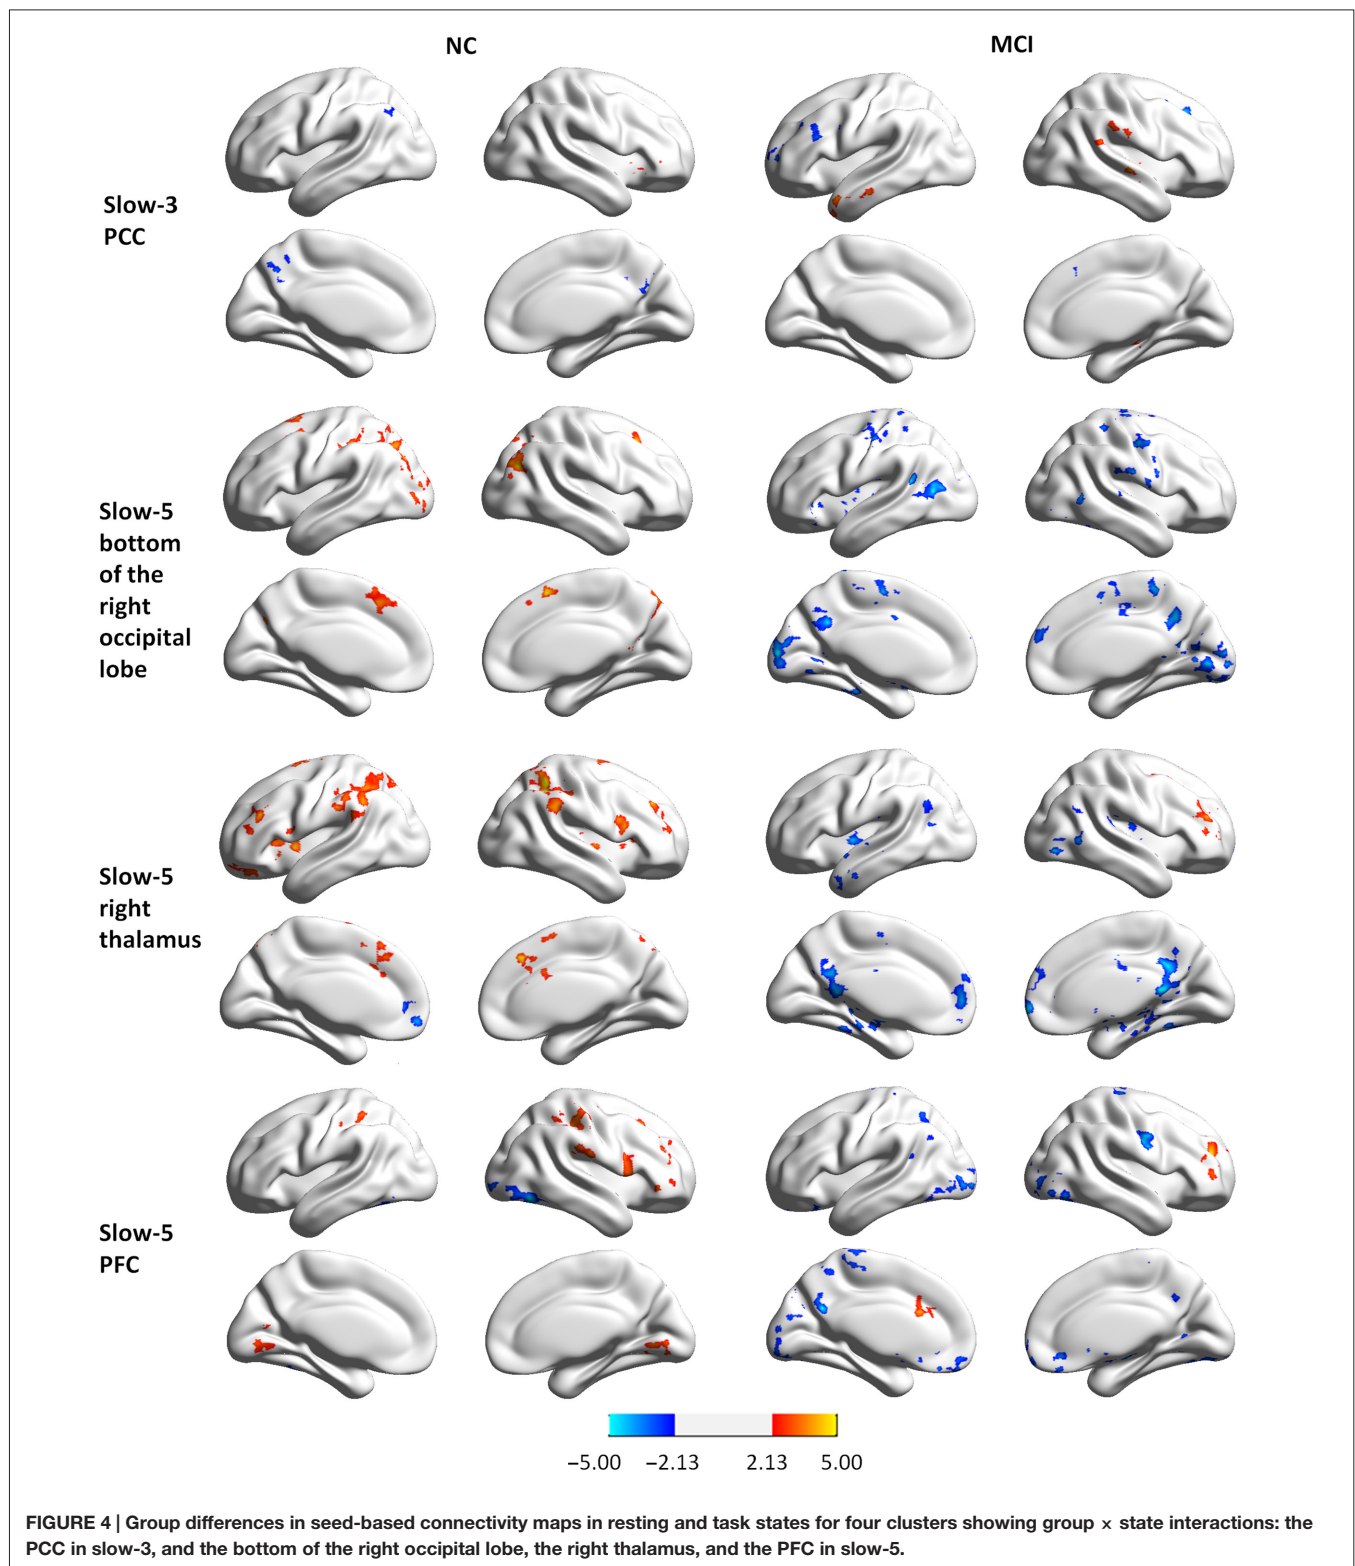 NC
MCI
Slow-3
PCC
Slow-5
bottom
of the
right
occipital
lobe
Slow-5
right
thalamus
Slow-5
PFC
−5.00 −2.13 2.13 5.00
FIGURE 4 | Group differences in seed-based connectivity maps in resting and task states for four clusters showing group × state interactions: the
PCC in slow-3, and the bottom of the right occipital lobe, the right thalamus, and the PFC in slow-5.